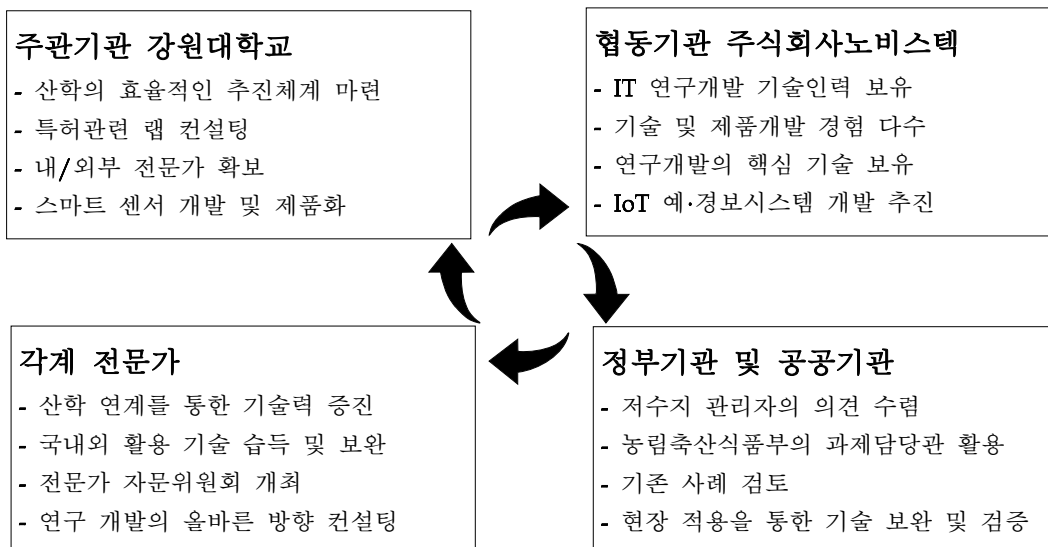 주관기관 강원대학교
- 산학의 효율적인 추진체계 마련
- 특허관련 랩 컨설팅
- 내/외부 전문가 확보
- 스마트 센서 개발 및 제품화
협동기관 주식회사노비스텍
- IT 연구개발 기술인력 보유
- 기술 및 제품개발 경험 다수
- 연구개발의 핵심 기술 보유
- IoT 예·경보시스템 개발 추진
각계 전문가
- 산학 연계를 통한 기술력 증진
- 국내외 활용 기술 습득 및 보완
- 전문가 자문위원회 개최
- 연구 개발의 올바른 방향 컨설팅
정부기관 및 공공기관
- 저수지 관리자의 의견 수렴
- 농림축산식품부의 과제담당관 활용
- 기존 사례 검토
- 현장 적용을 통한 기술 보완 및 검증